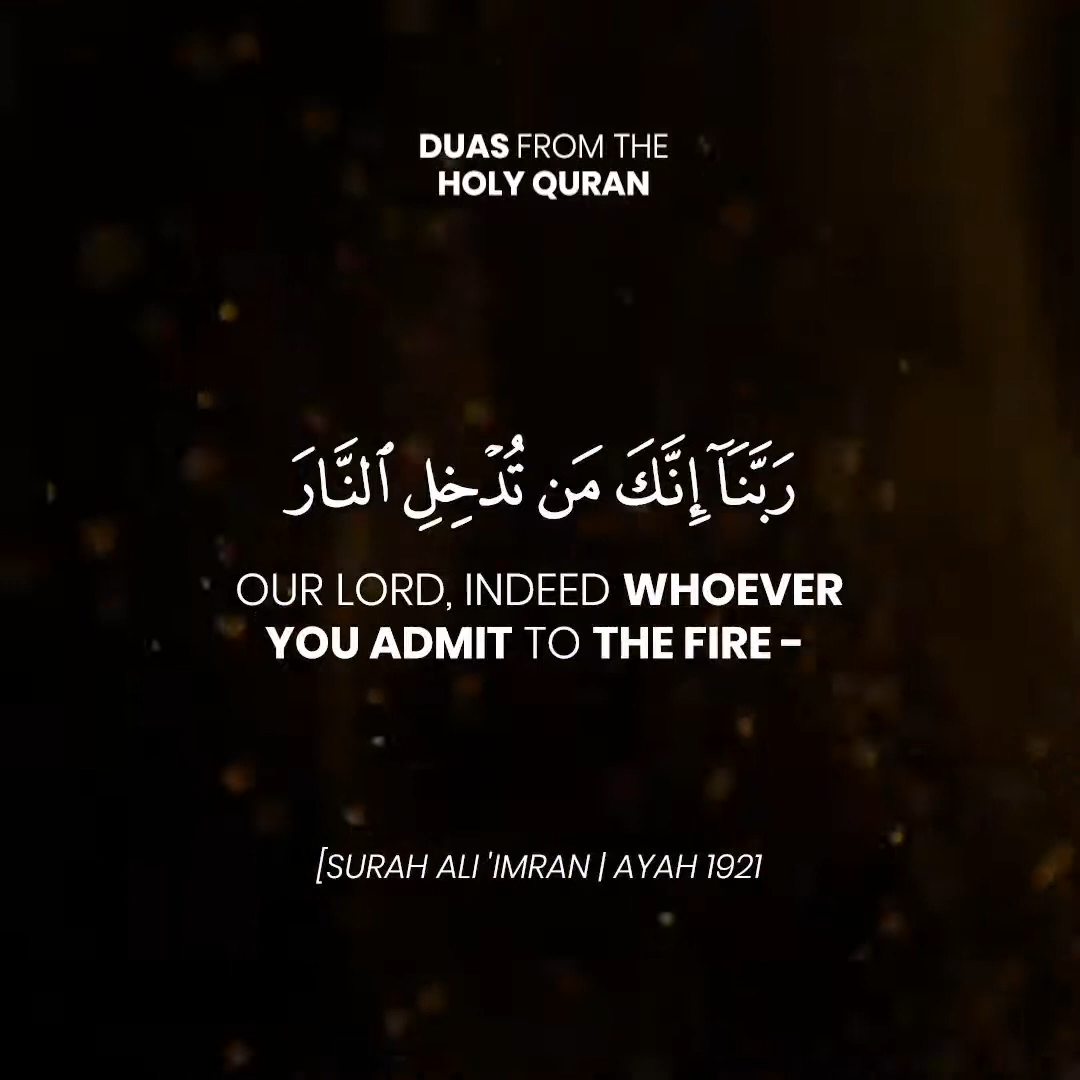 DUAS FROM THE
HOLY QURAN
رَبَّنَآ إِنَّكَ مَن تُدْخِلِ ٱلنَّارَ
OUR LORD, INDEED WHOEVER
YOU ADMIT TO THE FIRE -
[SURAH ALI 'IMRAN | AYAH 1921